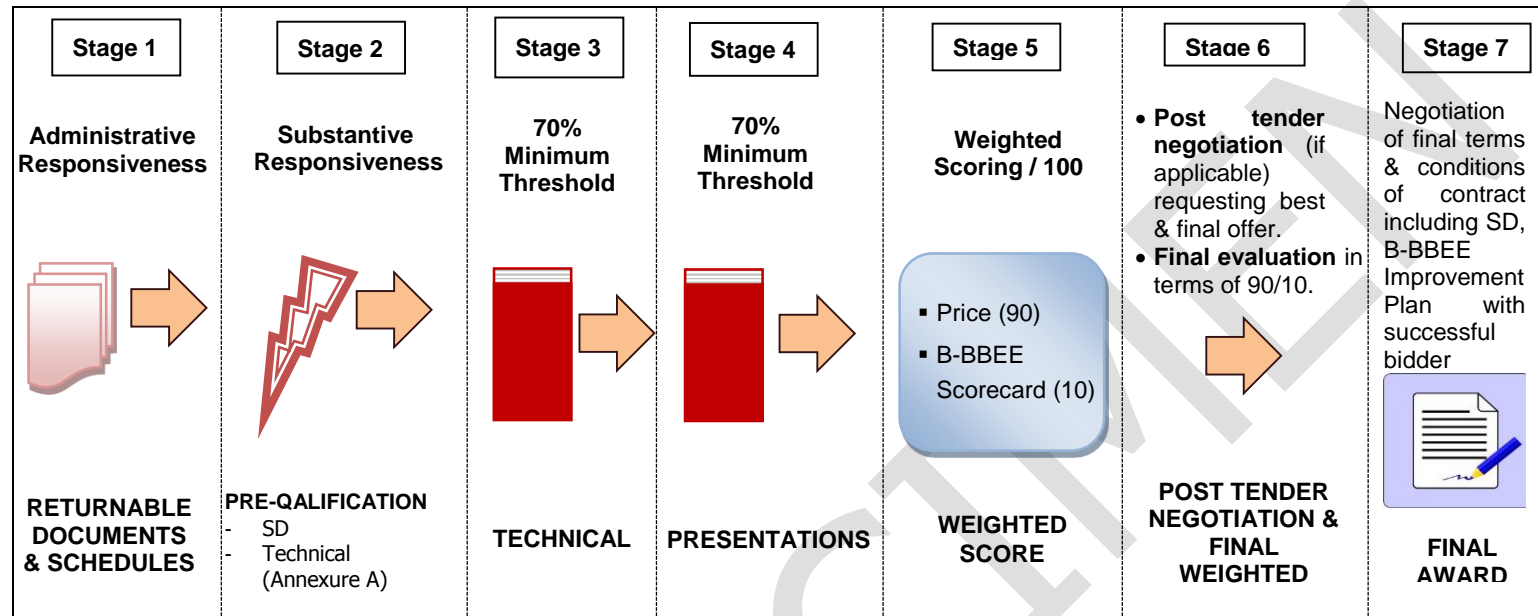 Stage 1
Administrative
Responsiveness
RETURNABLE
DOCUMENTS
& SCHEDULES
Stage 2
Substantive
Responsiveness
PRE-QALIFICATION
- SD
- Technical
(Annexure A)
Stage 3
70%
Minimum
Threshold
TECHNICAL
Stage 4
70%
Minimum
Threshold
PRESENTATIONS
Stage 5
Weighted
Scoring / 100
▪ Price (90)
▪ B-BBEE
Scorecard (10)
WEIGHTED
SCORE
Stage 6
• Post tender
negotiation (if
applicable)
requesting best
& final offer.
• Final evaluation in
terms of 90/10.
POST TENDER
NEGOTIATION &
FINAL
WEIGHTED
Stage 7
Negotiation
of final terms
& conditions
of contract
including SD,
B-BBEE
Improvement
Plan with
successful
bidder
FINAL
AWARD
CIMEN